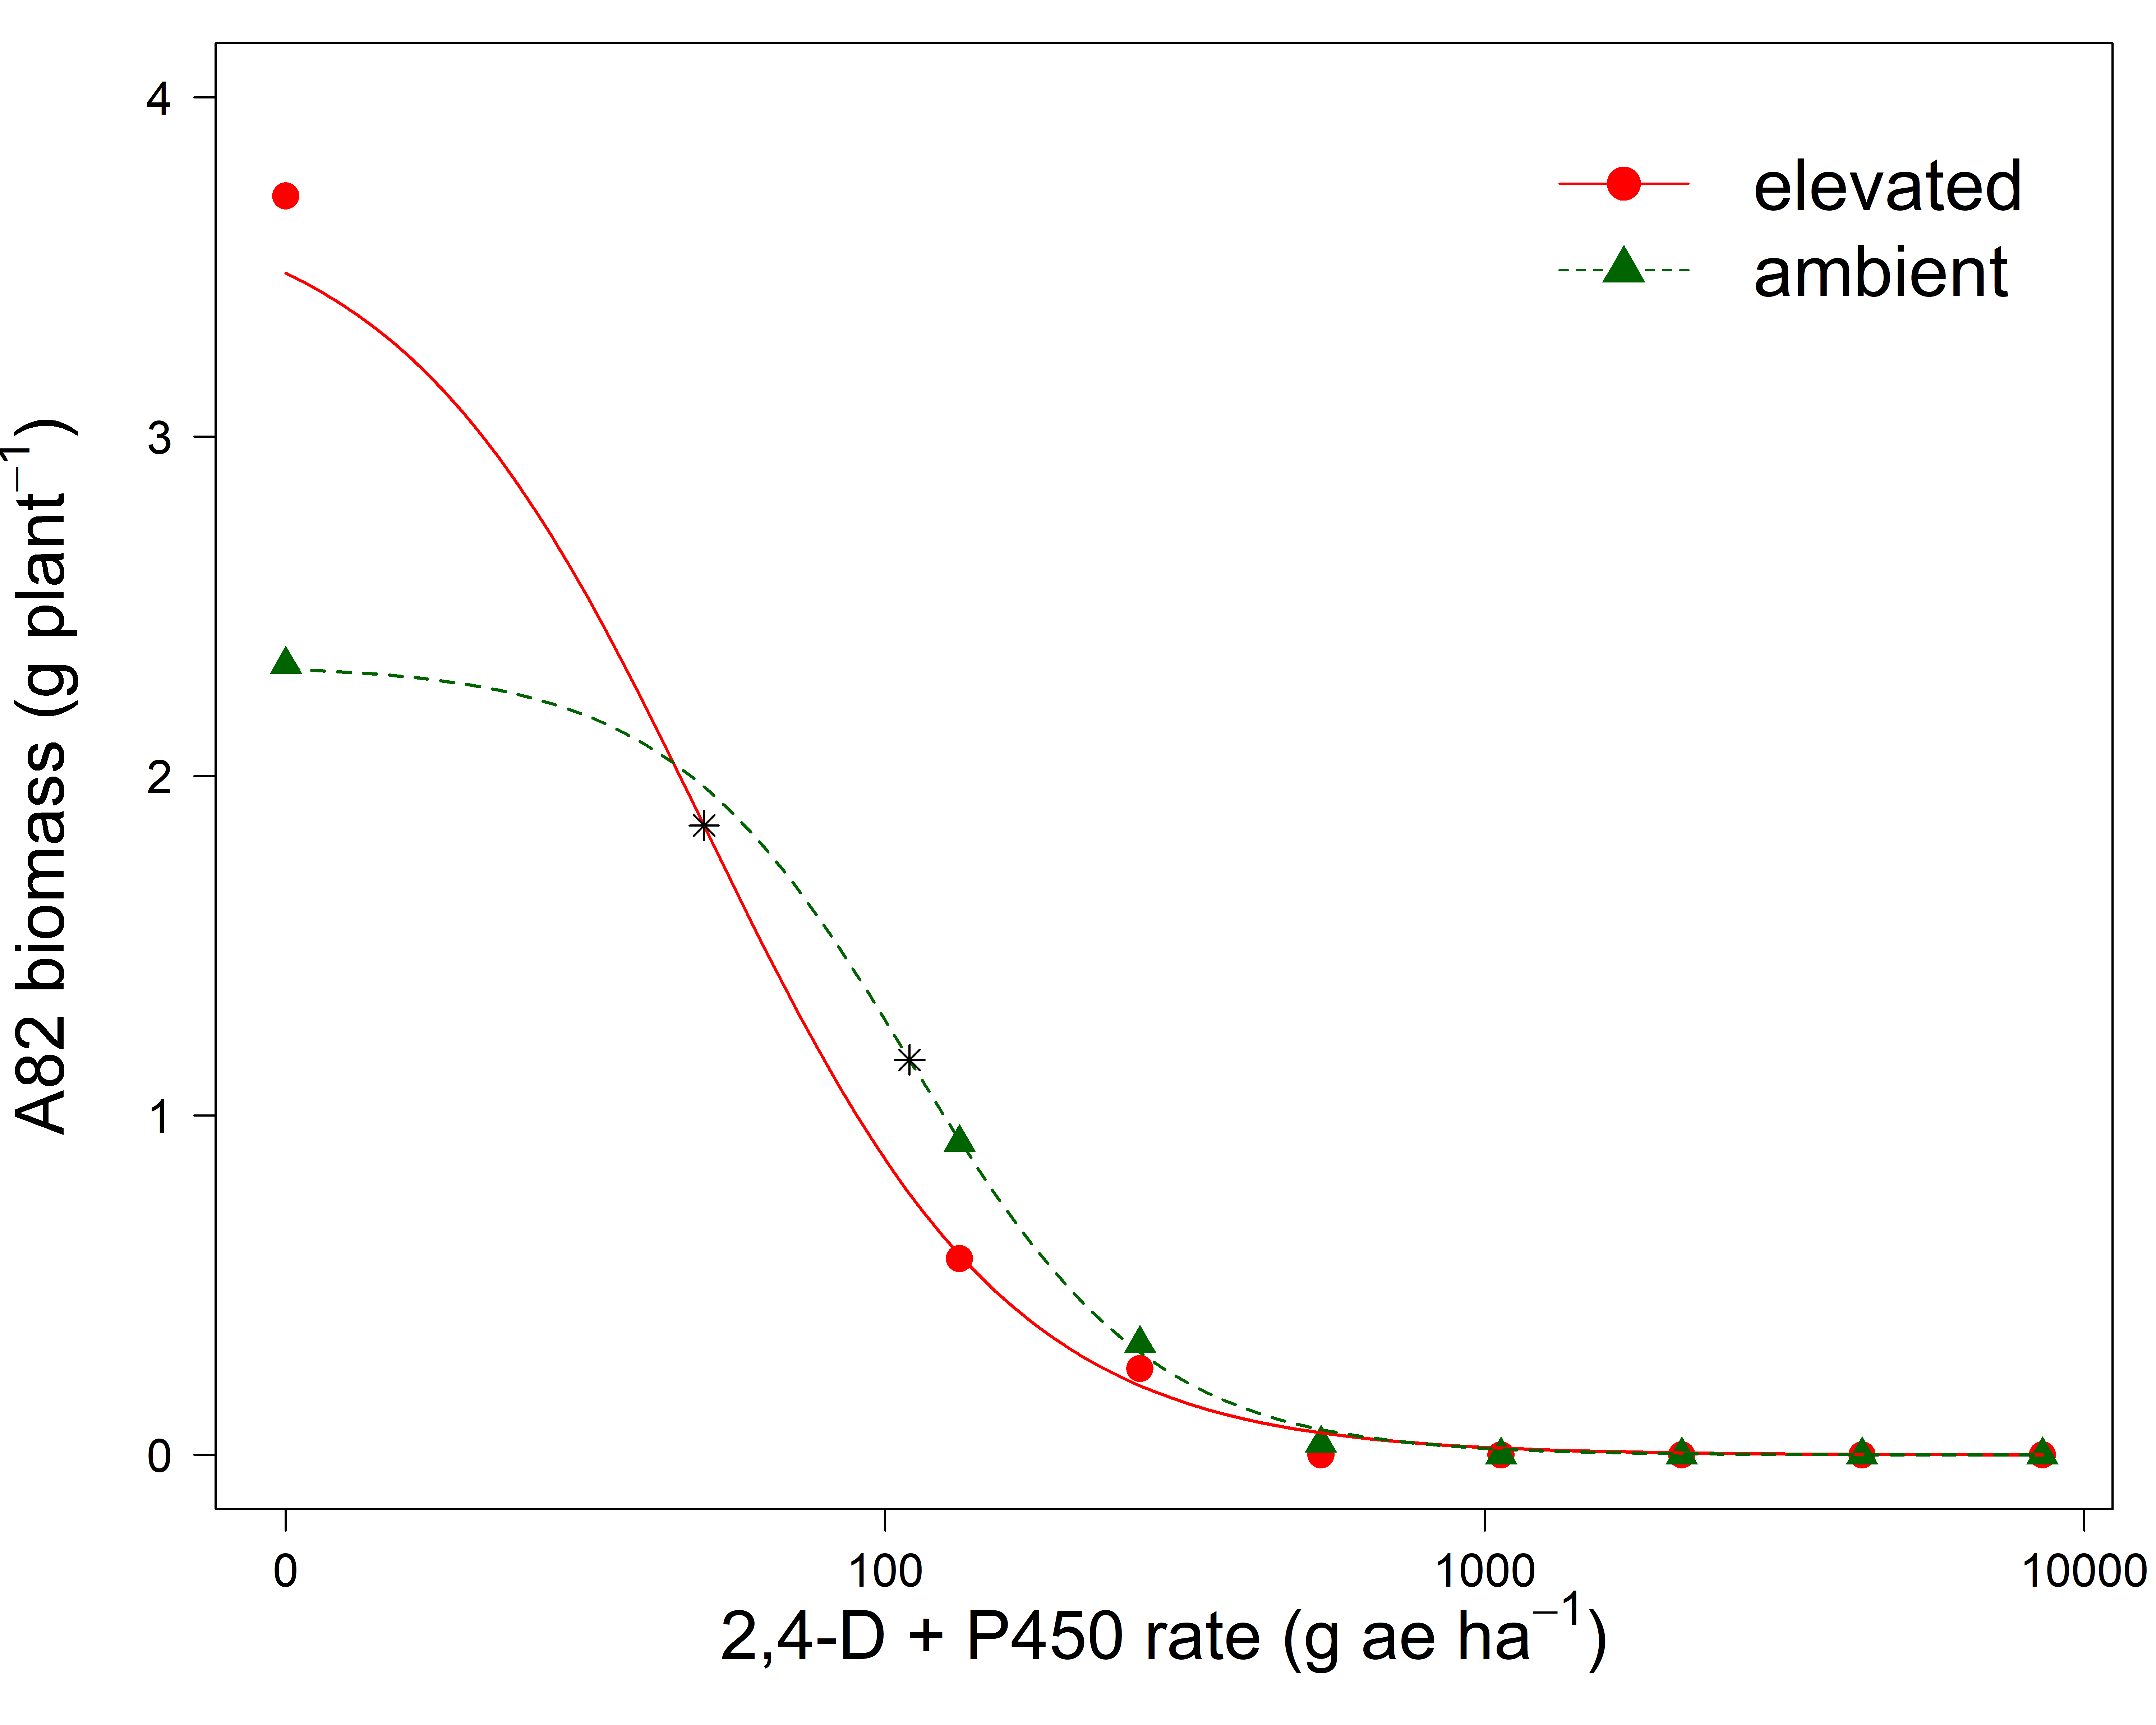 4
3
2
1
0
A82 biomass (g plant⁻¹)
elevated
ambient
0
100
1000
10000
2,4-D + P450 rate (g ae ha⁻¹)